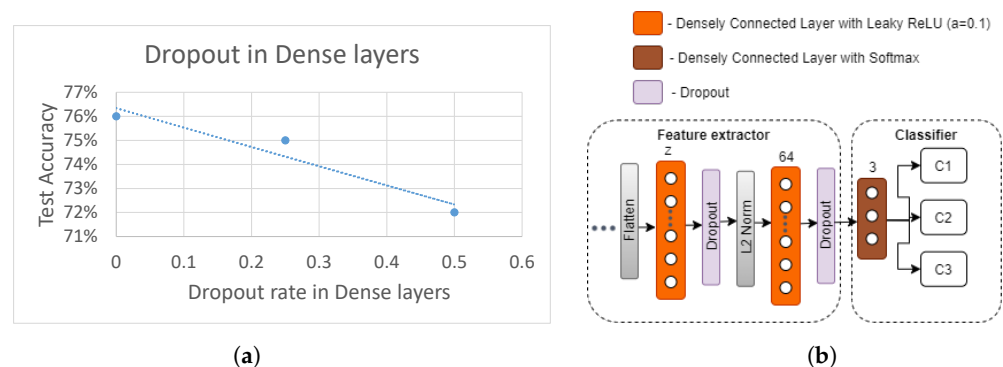 Dropout in Dense layers
Test Accuracy
77%
76%
75%
74%
73%
72%
71%
0 0.1 0.2 0.3 0.4 0.5 0.6
Dropout rate in Dense layers
(a)
- Densely Connected Layer with Leaky ReLU (a=0.1)
- Densely Connected Layer with Softmax
- Dropout
Feature extractor
Classifier
Flatten
Z
Dropout
L2 Norm
64
Dropout
3
C1
C2
C3
(b)